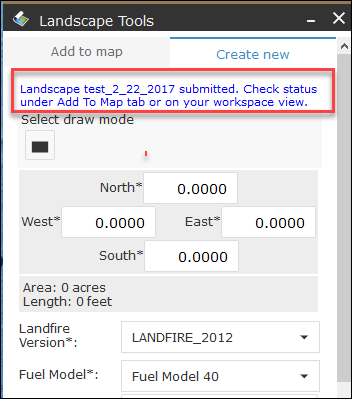 Landscape Tools
Add to map
Create new
Landscape test_2_22_2017 submitted. Check status
under Add To Map tab or on your workspace view.
Select draw mode
North* 0.0000
West* 0.0000 East* 0.0000
South* 0.0000
Area: 0 acres
Length: 0 feet
Landfire
Version*: LANDFIRE_2012
Fuel Model*: Fuel Model 40